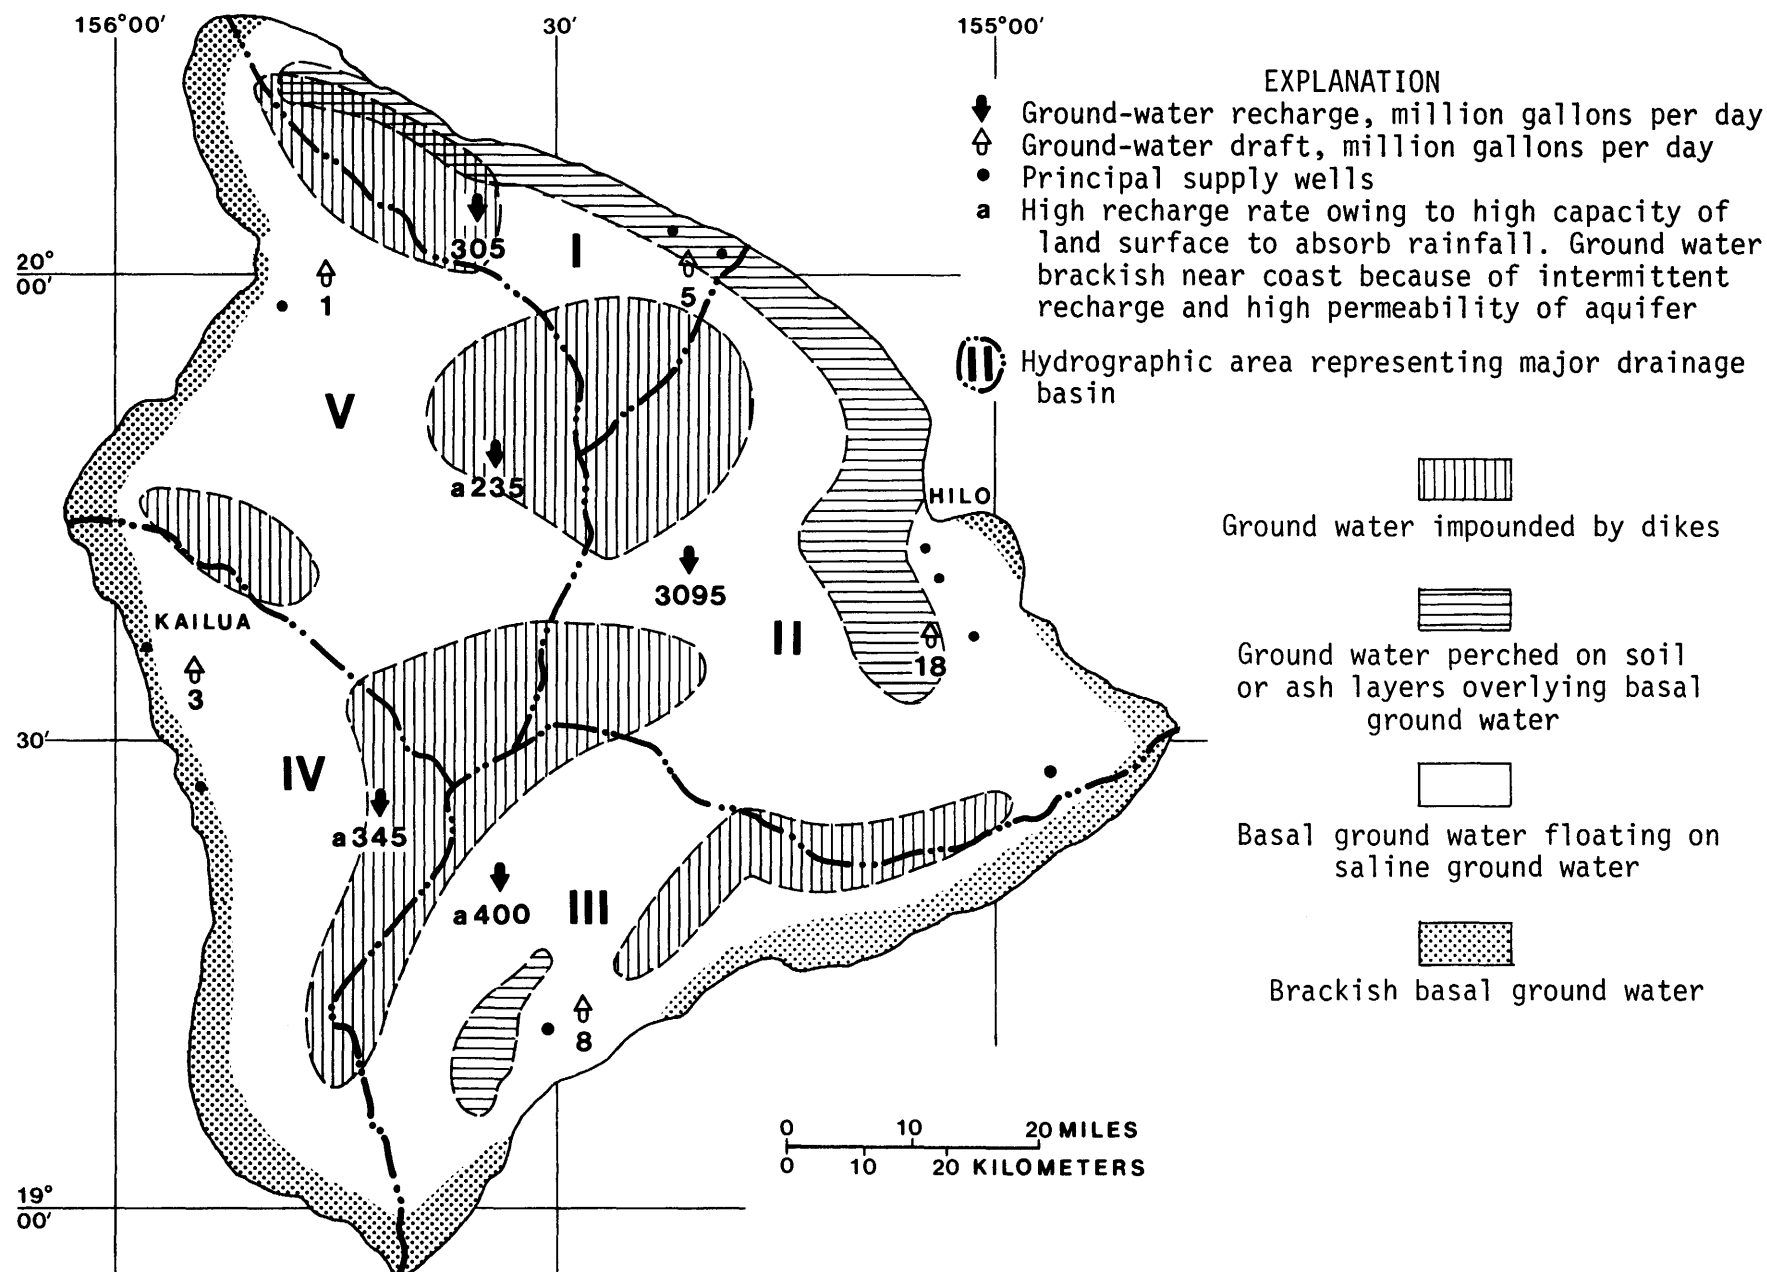 156°00′ 30′ 155°00′
EXPLANATION
Ground-water recharge, million gallons per day
Ground-water draft, million gallons per day
Principal supply wells
a High recharge rate owing to high capacity of
land surface to absorb rainfall. Ground water
brackish near coast because of intermittent
recharge and high permeability of aquifer
II Hydrographic area representing major drainage
basin
Ground water impounded by dikes
Ground water perched on soil
or ash layers overlying basal
ground water
Basal ground water floating on
saline ground water
Brackish basal ground water
305
I
20°
00′
1
5
V
a235
HILO
3095
KAILUA
II
18
3
30′
IV
a345
a400
III
8
0 10 20 MILES
0 10 20 KILOMETERS
19°
00′